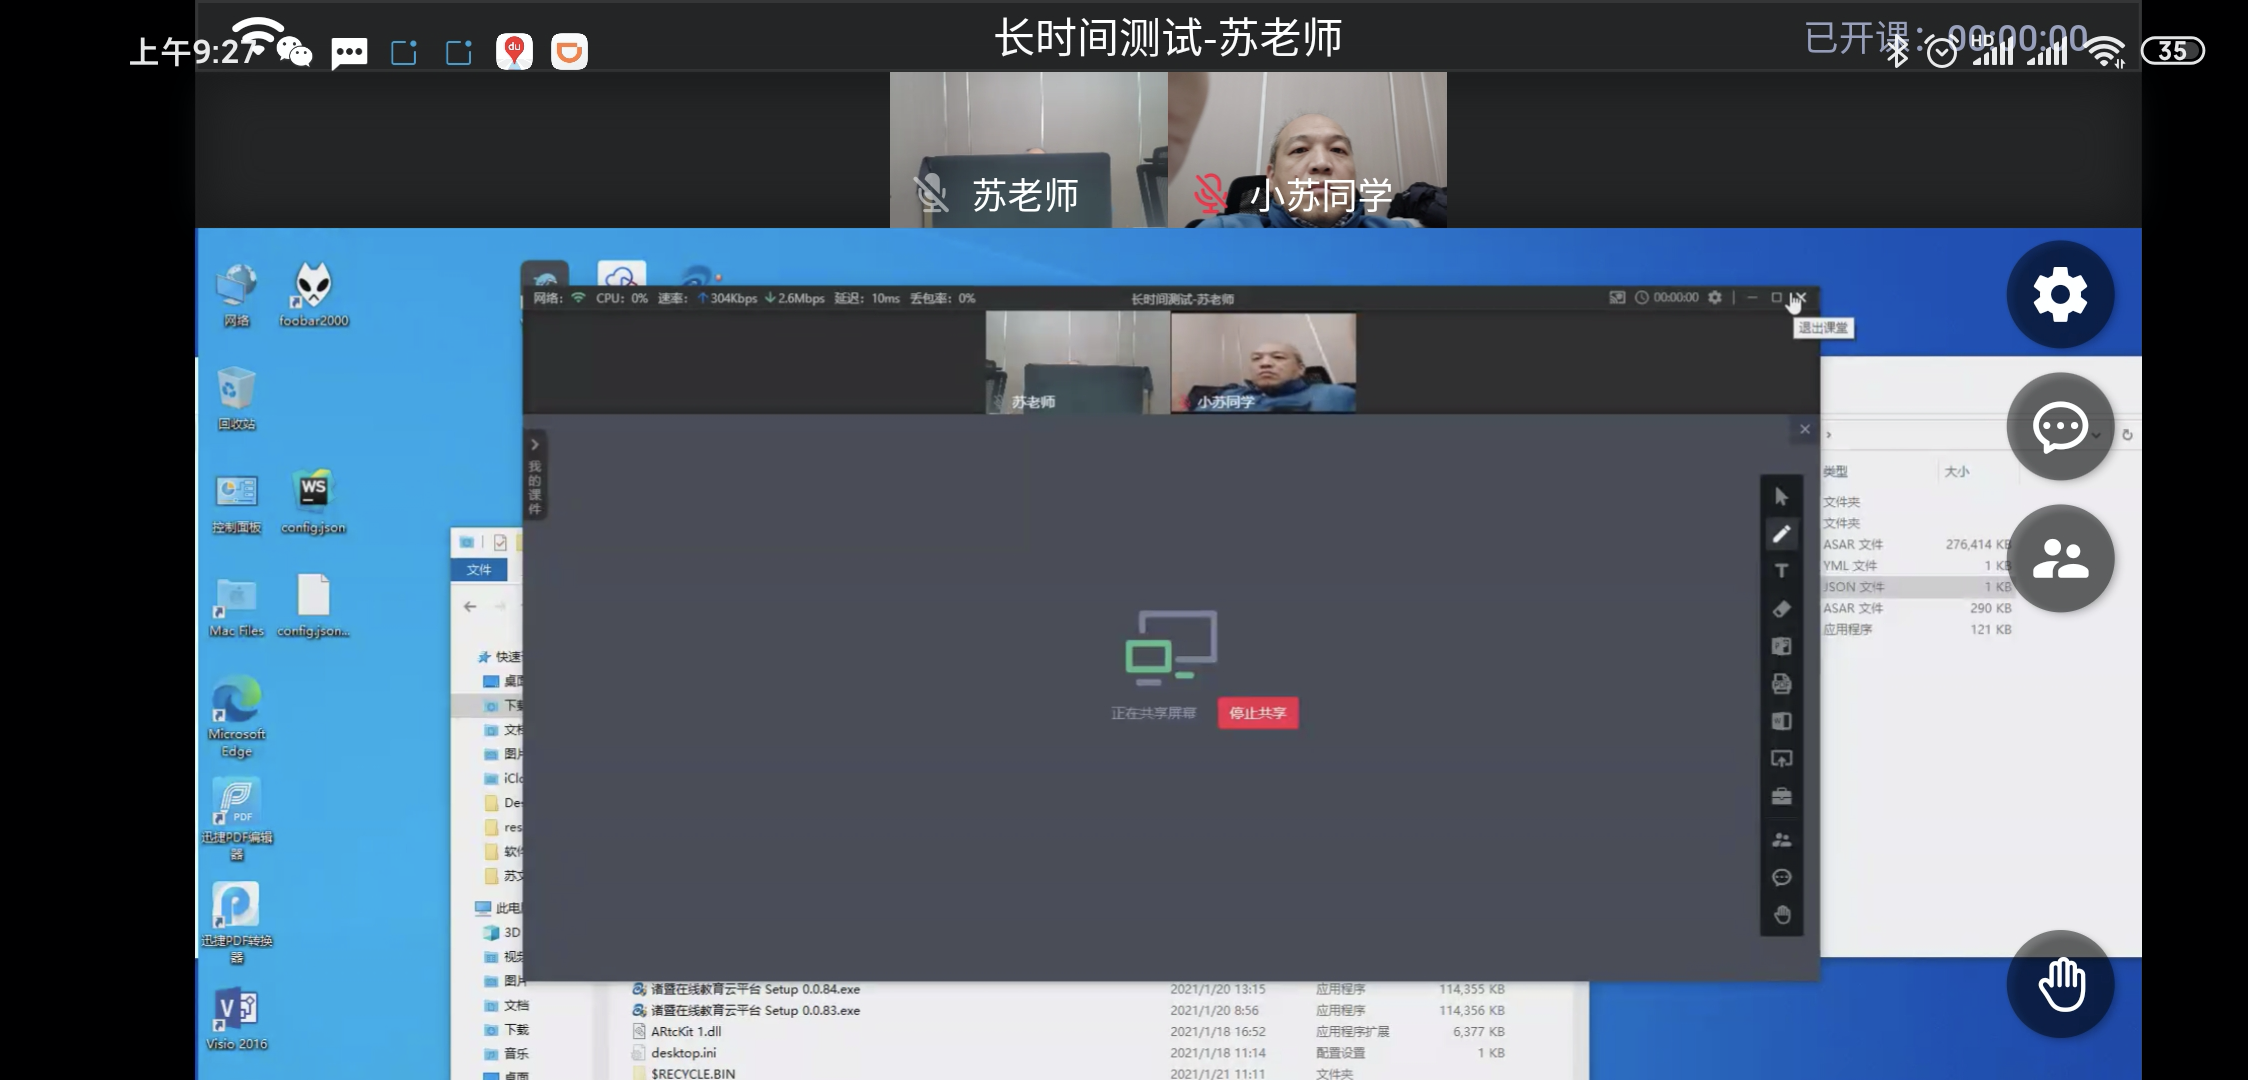 上午9:27
du
长时间测试-苏老师
已开课：00:00:00
HD
35
苏老师
小苏同学
网络
foobar2000
回收站
控制面板
WS
config.json
Mac Files
config.json...
Microsoft
Edge
PDF
迅捷PDF编辑
器
迅捷PDF转换
器
Visio 2016
网络： CPU：0% 速率： 304Kbps 2.6Mbps 延迟：10ms 丢包率：0%
长时间测试-苏老师
00:00:00
退出课堂
苏老师
小苏同学
我的课件
正在共享屏幕
停止共享
文件
快速
桌面
下载
文档
图片
iClo
De
res
软件
苏文
此电
3D
视频
图片
文档
下载
音乐
桌面
类型 大小
文件夹
文件夹
ASAR 文件 276,414 KB
YML 文件 1 KB
JSON 文件 1 KB
ASAR 文件 290 KB
应用程序 121 KB
诸暨在线教育云平台 Setup 0.0.84.exe 2021/1/20 13:15 应用程序 114,355 KB
诸暨在线教育云平台 Setup 0.0.83.exe 2021/1/20 8:56 应用程序 114,356 KB
ARtcKit 1.dll 2021/1/18 16:52 应用程序扩展 6,377 KB
desktop.ini 2021/1/18 11:14 配置设置 1 KB
$RECYCLE.BIN 2021/1/21 11:11 文件夹